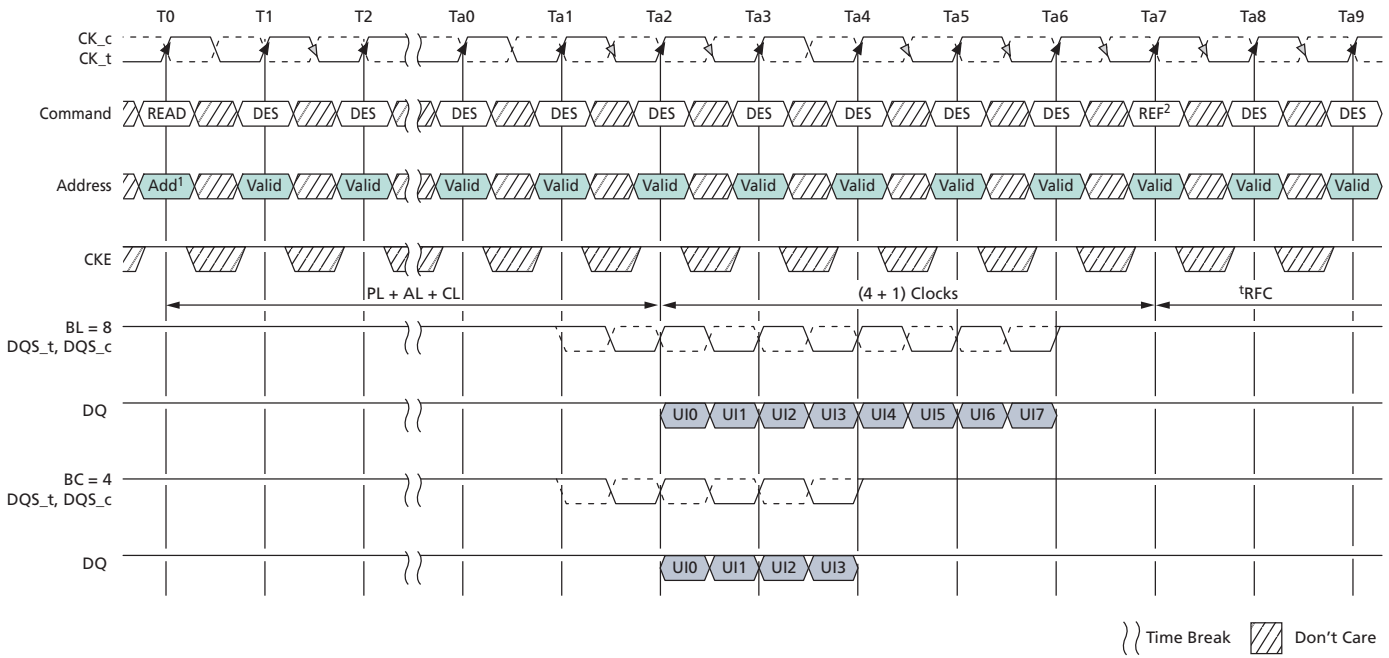 T0 T1 T2 Ta0 Ta1 Ta2 Ta3 Ta4 Ta5 Ta6 Ta7 Ta8 Ta9
CK_c
CK_t
Command READ DES DES DES DES DES DES DES DES DES REF² DES DES
Address Add¹ Valid Valid Valid Valid Valid Valid Valid Valid Valid Valid Valid Valid
CKE
PL + AL + CL (4 + 1) Clocks ᵗRFC
BL = 8
DQS_t, DQS_c
DQ UI0 UI1 UI2 UI3 UI4 UI5 UI6 UI7
BC = 4
DQS_t, DQS_c
DQ UI0 UI1 UI2 UI3
Time Break Don't Care